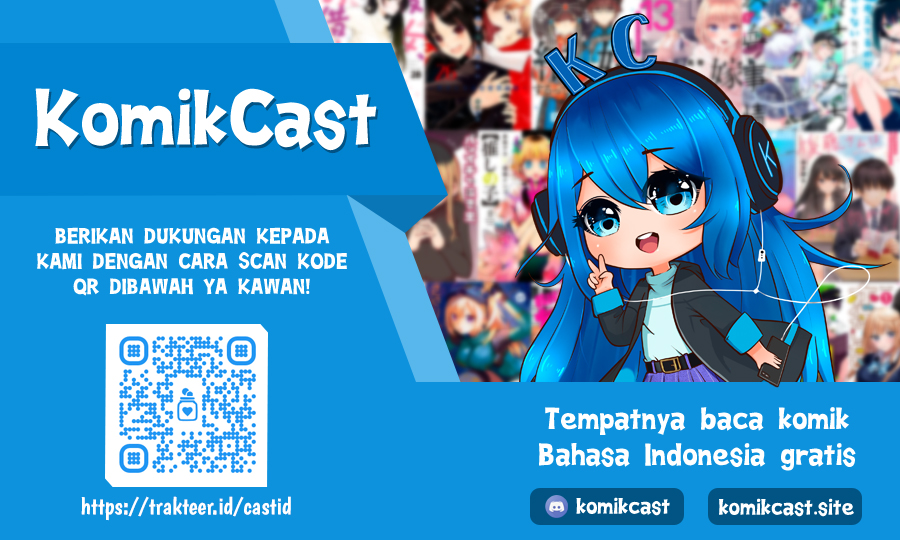 KomikCast
BERIKAN DUKUNGAN KEPADA
KAMI DENGAN CARA SCAN KODE
QR DIBAWAH YA KAWAN!
https://trakteer.id/castid
KC
K
13
Tempatnya baca komik
Bahasa Indonesia gratis
komikcast
komikcast.site